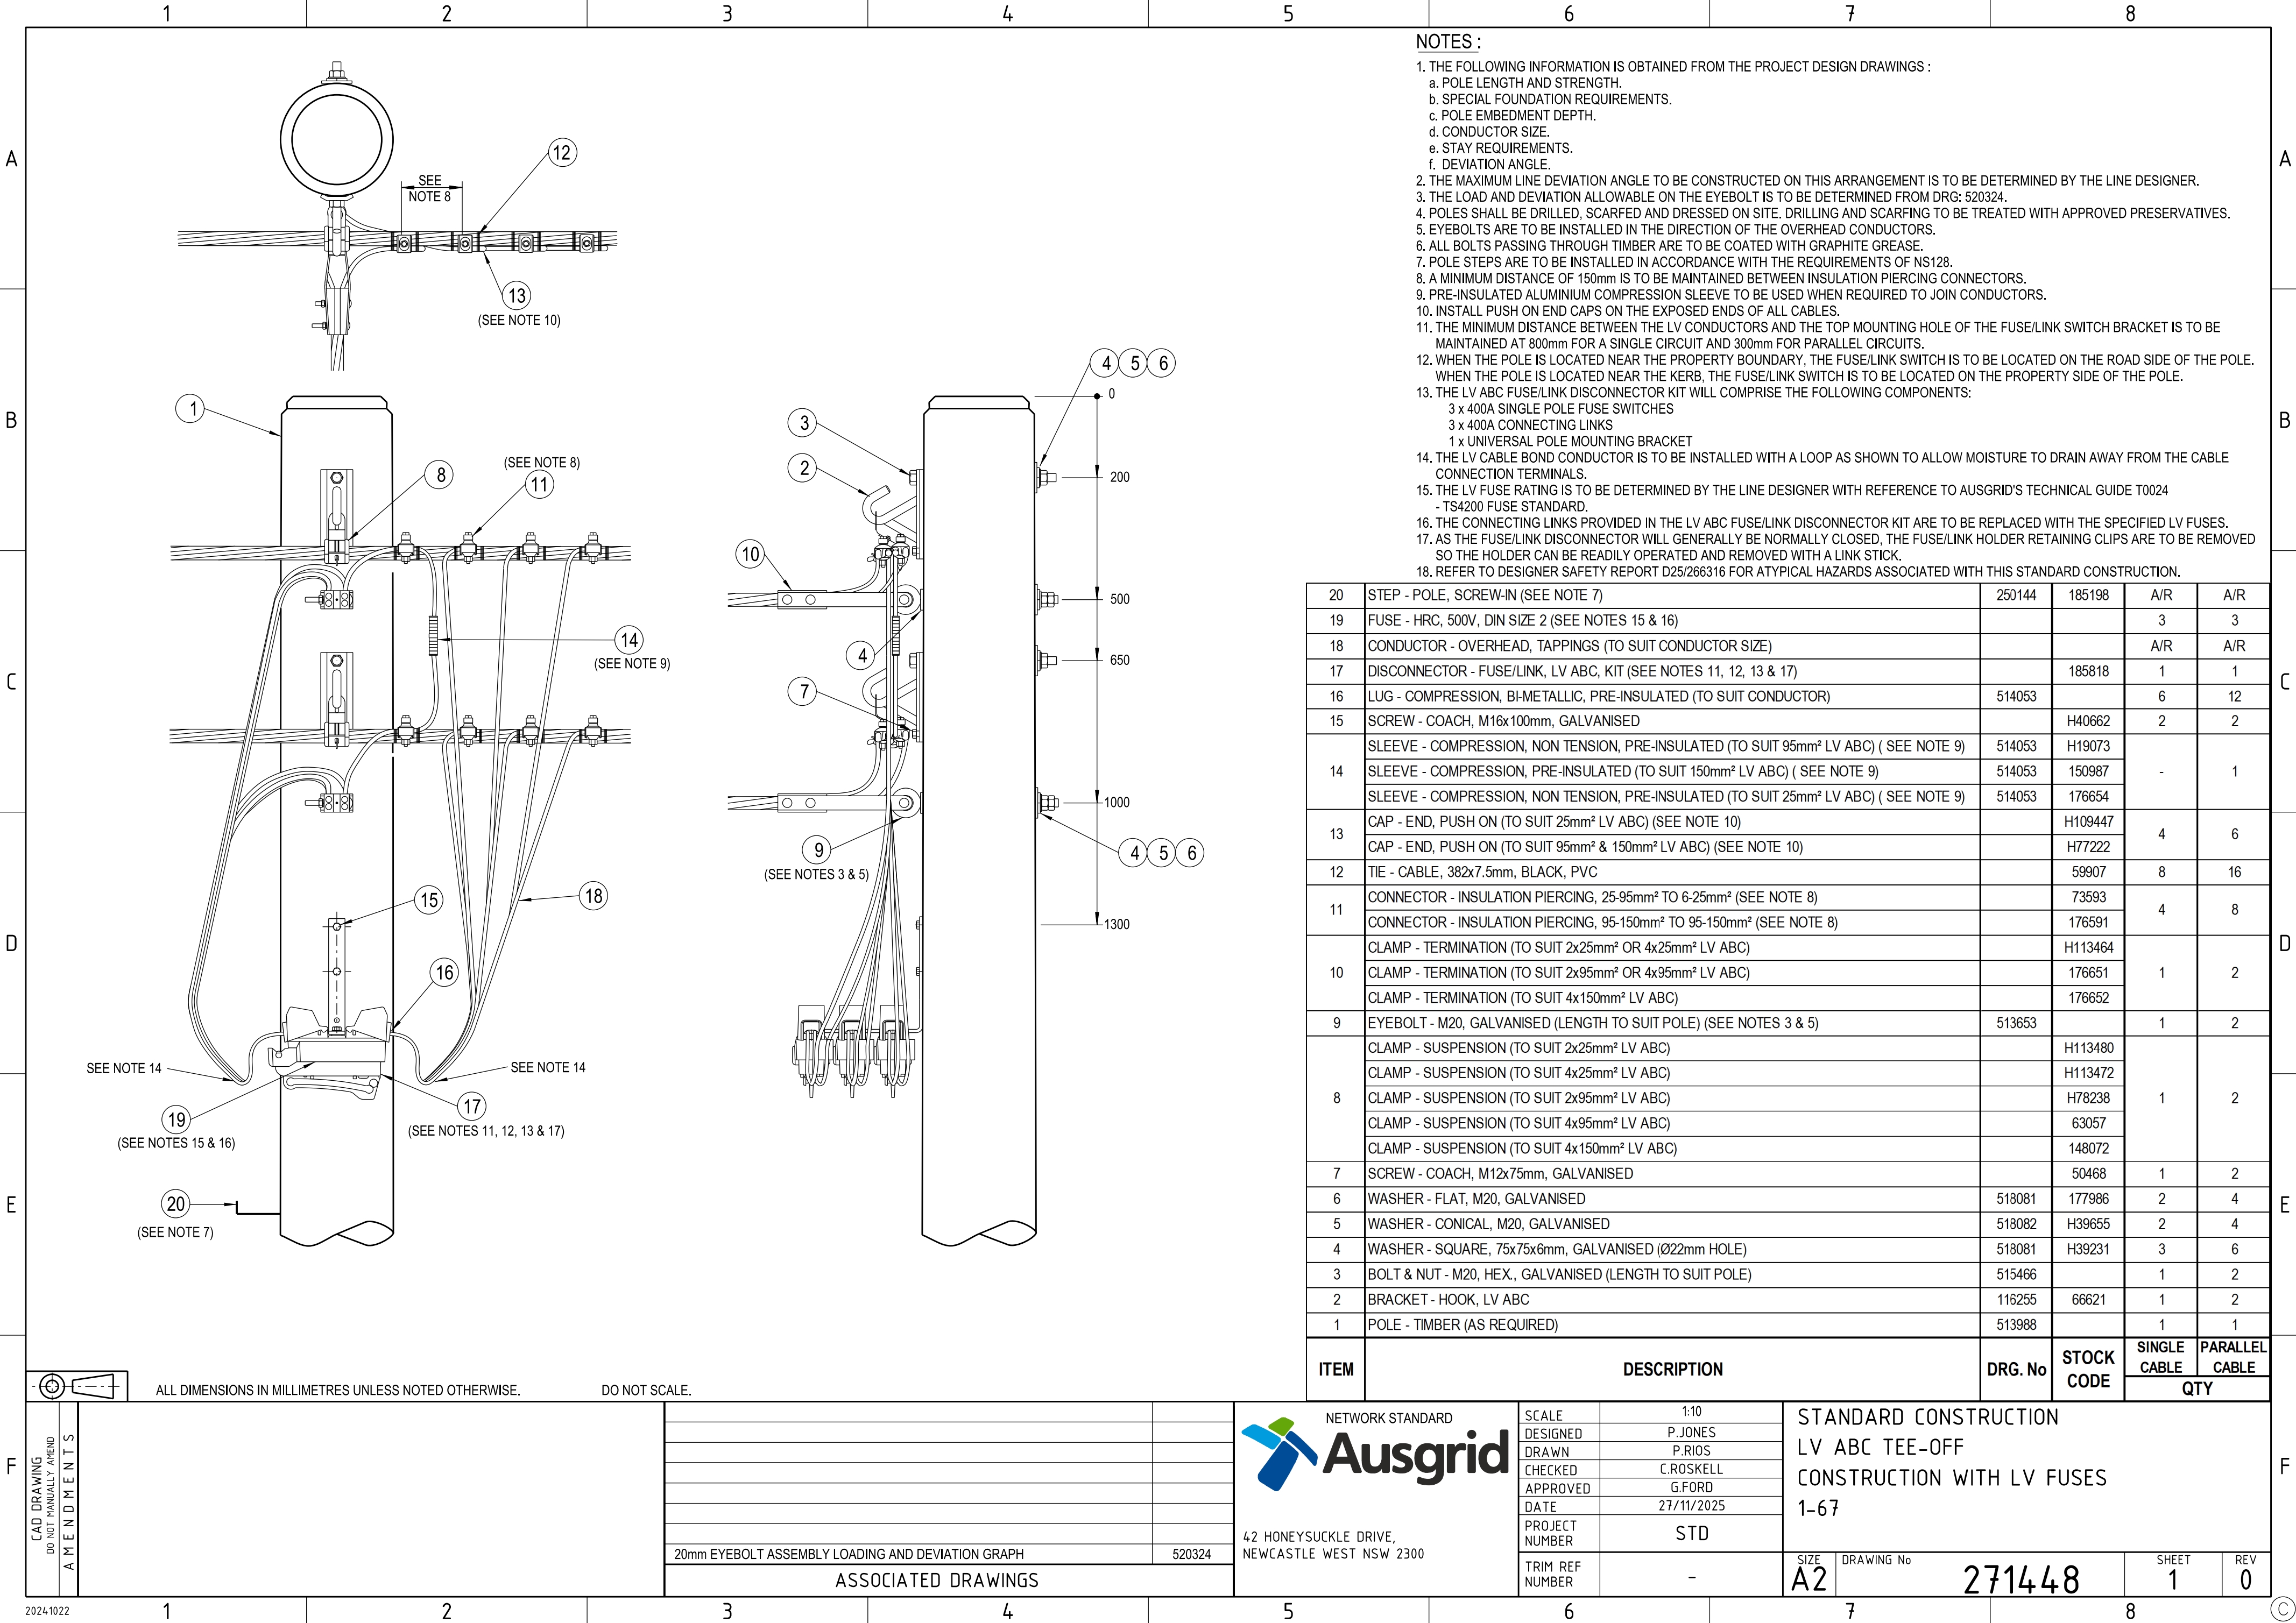 1 2 3 4 5 6 7 8
A
B
C
D
E
F
A
B
C
D
E
F
12
SEE
NOTE 8
13
(SEE NOTE 10)
1
8
(SEE NOTE 8)
11
14
(SEE NOTE 9)
15
18
16
SEE NOTE 14
SEE NOTE 14
19
(SEE NOTES 15 & 16)
17
(SEE NOTES 11, 12, 13 & 17)
20
(SEE NOTE 7)
4 5 6
0
3
2
200
10
500
4
650
7
1000
9
(SEE NOTES 3 & 5)
4 5 6
1300
NOTES :
1. THE FOLLOWING INFORMATION IS OBTAINED FROM THE PROJECT DESIGN DRAWINGS :
a. POLE LENGTH AND STRENGTH.
b. SPECIAL FOUNDATION REQUIREMENTS.
c. POLE EMBEDMENT DEPTH.
d. CONDUCTOR SIZE.
e. STAY REQUIREMENTS.
f. DEVIATION ANGLE.
2. THE MAXIMUM LINE DEVIATION ANGLE TO BE CONSTRUCTED ON THIS ARRANGEMENT IS TO BE DETERMINED BY THE LINE DESIGNER.
3. THE LOAD AND DEVIATION ALLOWABLE ON THE EYEBOLT IS TO BE DETERMINED FROM DRG: 520324.
4. POLES SHALL BE DRILLED, SCARFED AND DRESSED ON SITE. DRILLING AND SCARFING TO BE TREATED WITH APPROVED PRESERVATIVES.
5. EYEBOLTS ARE TO BE INSTALLED IN THE DIRECTION OF THE OVERHEAD CONDUCTORS.
6. ALL BOLTS PASSING THROUGH TIMBER ARE TO BE COATED WITH GRAPHITE GREASE.
7. POLE STEPS ARE TO BE INSTALLED IN ACCORDANCE WITH THE REQUIREMENTS OF NS128.
8. A MINIMUM DISTANCE OF 150mm IS TO BE MAINTAINED BETWEEN INSULATION PIERCING CONNECTORS.
9. PRE-INSULATED ALUMINIUM COMPRESSION SLEEVE TO BE USED WHEN REQUIRED TO JOIN CONDUCTORS.
10. INSTALL PUSH ON END CAPS ON THE EXPOSED ENDS OF ALL CABLES.
11. THE MINIMUM DISTANCE BETWEEN THE LV CONDUCTORS AND THE TOP MOUNTING HOLE OF THE FUSE/LINK SWITCH BRACKET IS TO BE
MAINTAINED AT 800mm FOR A SINGLE CIRCUIT AND 300mm FOR PARALLEL CIRCUITS.
12. WHEN THE POLE IS LOCATED NEAR THE PROPERTY BOUNDARY, THE FUSE/LINK SWITCH IS TO BE LOCATED ON THE ROAD SIDE OF THE POLE.
WHEN THE POLE IS LOCATED NEAR THE KERB, THE FUSE/LINK SWITCH IS TO BE LOCATED ON THE PROPERTY SIDE OF THE POLE.
13. THE LV ABC FUSE/LINK DISCONNECTOR KIT WILL COMPRISE THE FOLLOWING COMPONENTS:
3 x 400A SINGLE POLE FUSE SWITCHES
3 x 400A CONNECTING LINKS
1 x UNIVERSAL POLE MOUNTING BRACKET
14. THE LV CABLE BOND CONDUCTOR IS TO BE INSTALLED WITH A LOOP AS SHOWN TO ALLOW MOISTURE TO DRAIN AWAY FROM THE CABLE
CONNECTION TERMINALS.
15. THE LV FUSE RATING IS TO BE DETERMINED BY THE LINE DESIGNER WITH REFERENCE TO AUSGRID'S TECHNICAL GUIDE T0024
- TS4200 FUSE STANDARD.
16. THE CONNECTING LINKS PROVIDED IN THE LV ABC FUSE/LINK DISCONNECTOR KIT ARE TO BE REPLACED WITH THE SPECIFIED LV FUSES.
17. AS THE FUSE/LINK DISCONNECTOR WILL GENERALLY BE NORMALLY CLOSED, THE FUSE/LINK HOLDER RETAINING CLIPS ARE TO BE REMOVED
SO THE HOLDER CAN BE READILY OPERATED AND REMOVED WITH A LINK STICK.
18. REFER TO DESIGNER SAFETY REPORT D25/266316 FOR ATYPICAL HAZARDS ASSOCIATED WITH THIS STANDARD CONSTRUCTION.
20 STEP - POLE, SCREW-IN (SEE NOTE 7) 250144 185198 A/R A/R
19 FUSE - HRC, 500V, DIN SIZE 2 (SEE NOTES 15 & 16) 3 3
18 CONDUCTOR - OVERHEAD, TAPPINGS (TO SUIT CONDUCTOR SIZE) A/R A/R
17 DISCONNECTOR - FUSE/LINK, LV ABC, KIT (SEE NOTES 11, 12, 13 & 17) 185818 1 1
16 LUG - COMPRESSION, BI-METALLIC, PRE-INSULATED (TO SUIT CONDUCTOR) 514053 6 12
15 SCREW - COACH, M16x100mm, GALVANISED H40662 2 2
SLEEVE - COMPRESSION, NON TENSION, PRE-INSULATED (TO SUIT 95mm² LV ABC) ( SEE NOTE 9) 514053 H19073
14 SLEEVE - COMPRESSION, PRE-INSULATED (TO SUIT 150mm² LV ABC) ( SEE NOTE 9) 514053 150987 - 1
SLEEVE - COMPRESSION, NON TENSION, PRE-INSULATED (TO SUIT 25mm² LV ABC) ( SEE NOTE 9) 514053 176654
13 CAP - END, PUSH ON (TO SUIT 25mm² LV ABC) (SEE NOTE 10) H109447 4 6
CAP - END, PUSH ON (TO SUIT 95mm² & 150mm² LV ABC) (SEE NOTE 10) H77222
12 TIE - CABLE, 382x7.5mm, BLACK, PVC 59907 8 16
11 CONNECTOR - INSULATION PIERCING, 25-95mm² TO 6-25mm² (SEE NOTE 8) 73593 4 8
CONNECTOR - INSULATION PIERCING, 95-150mm² TO 95-150mm² (SEE NOTE 8) 176591
CLAMP - TERMINATION (TO SUIT 2x25mm² OR 4x25mm² LV ABC) H113464
10 CLAMP - TERMINATION (TO SUIT 2x95mm² OR 4x95mm² LV ABC) 176651 1 2
CLAMP - TERMINATION (TO SUIT 4x150mm² LV ABC) 176652
9 EYEBOLT - M20, GALVANISED (LENGTH TO SUIT POLE) (SEE NOTES 3 & 5) 513653 1 2
CLAMP - SUSPENSION (TO SUIT 2x25mm² LV ABC) H113480
CLAMP - SUSPENSION (TO SUIT 4x25mm² LV ABC) H113472
8 CLAMP - SUSPENSION (TO SUIT 2x95mm² LV ABC) H78238 1 2
CLAMP - SUSPENSION (TO SUIT 4x95mm² LV ABC) 63057
CLAMP - SUSPENSION (TO SUIT 4x150mm² LV ABC) 148072
7 SCREW - COACH, M12x75mm, GALVANISED 50468 1 2
6 WASHER - FLAT, M20, GALVANISED 518081 177986 2 4
5 WASHER - CONICAL, M20, GALVANISED 518082 H39655 2 4
4 WASHER - SQUARE, 75x75x6mm, GALVANISED (Ø22mm HOLE) 518081 H39231 3 6
3 BOLT & NUT - M20, HEX., GALVANISED (LENGTH TO SUIT POLE) 515466 1 2
2 BRACKET - HOOK, LV ABC 116255 66621 1 2
1 POLE - TIMBER (AS REQUIRED) 513988 1 1
ITEM DESCRIPTION DRG. No STOCK CODE SINGLE CABLE PARALLEL CABLE
QTY
ALL DIMENSIONS IN MILLIMETRES UNLESS NOTED OTHERWISE. DO NOT SCALE.
CAD DRAWING
DO NOT MANUALLY AMEND
AMENDMENTS
20mm EYEBOLT ASSEMBLY LOADING AND DEVIATION GRAPH 520324
ASSOCIATED DRAWINGS
NETWORK STANDARD
Ausgrid
42 HONEYSUCKLE DRIVE,
NEWCASTLE WEST NSW 2300
SCALE 1:10
DESIGNED P.JONES
DRAWN P.RIOS
CHECKED C.ROSKELL
APPROVED G.FORD
DATE 27/11/2025
PROJECT NUMBER STD
TRIM REF NUMBER -
STANDARD CONSTRUCTION
LV ABC TEE-OFF
CONSTRUCTION WITH LV FUSES
1-67
SIZE A2
DRAWING No 271448
SHEET 1
REV 0
20241022
1 2 3 4 5 6 7 8
©